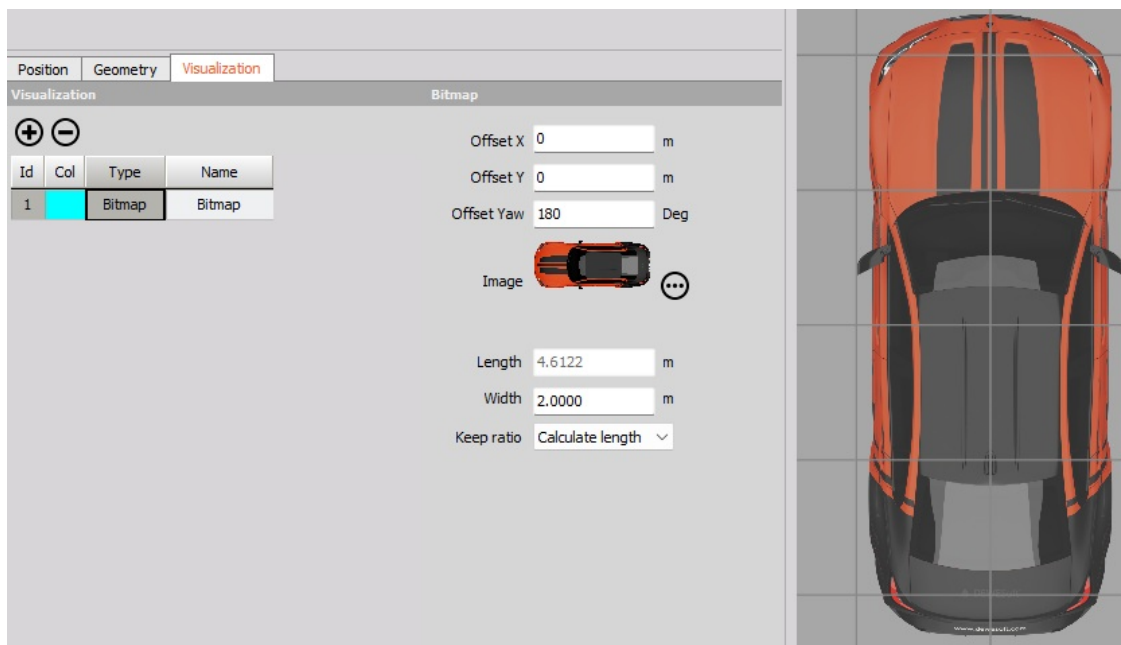 Position Geometry Visualization
Visualization Bitmap
Offset X 0 m
Id Col Type Name
Offset Y 0 m
1 Bitmap Bitmap
Offset Yaw 180 Deg
Image
Length 4.6122 m
Width 2.0000 m
Keep ratio Calculate length
www.dewesoft.com